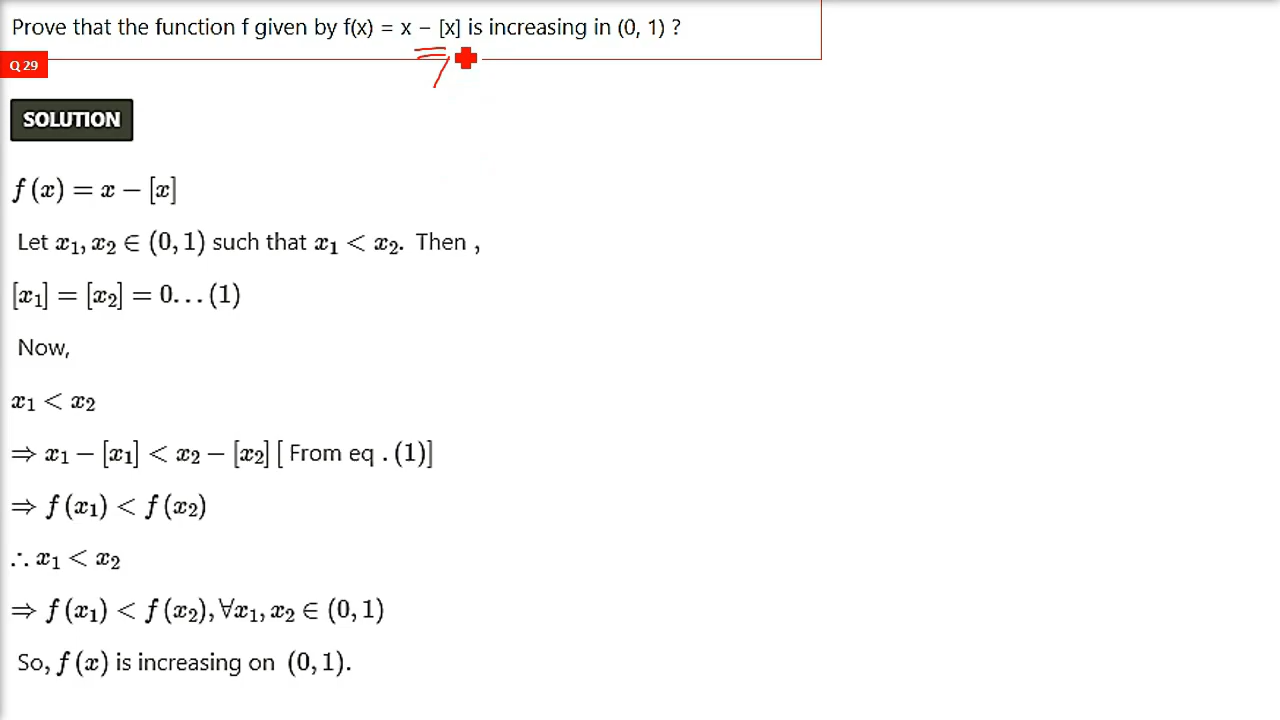 Prove that the function f given by f(x) = x − [x] is increasing in (0, 1) ?
Q 29
SOLUTION
f (x) = x − [x]
Let x₁, x₂ ∈ (0, 1) such that x₁ < x₂. Then ,
[x₁] = [x₂] = 0. . . (1)
Now,
x₁ < x₂
⇒ x₁ − [x₁] < x₂ − [x₂] [ From eq . (1)]
⇒ f (x₁) < f (x₂)
∴ x₁ < x₂
⇒ f (x₁) < f (x₂), ∀x₁, x₂ ∈ (0, 1)
So, f (x) is increasing on (0, 1).